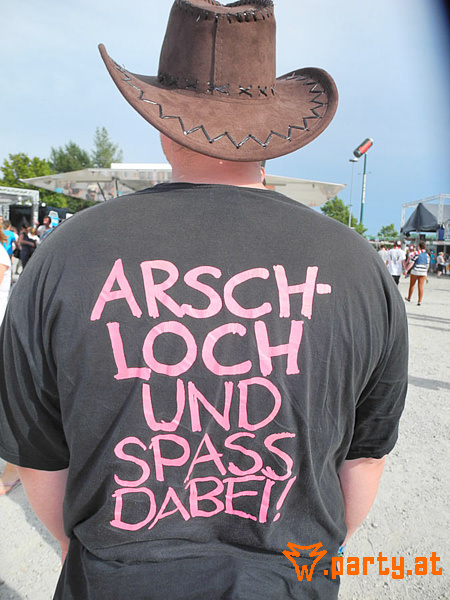 ARSCH-
LOCH
UND
SPASS
DABEI!
w.party.at